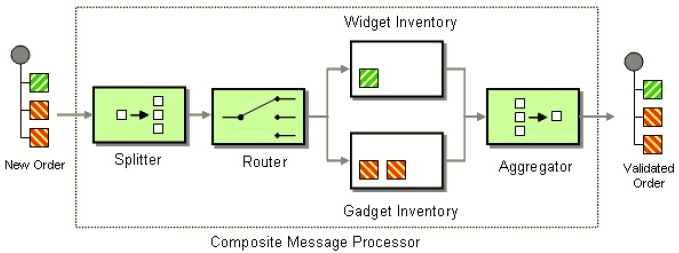 Widget Inventory
New Order
Splitter
Router
Gadget Inventory
Aggregator
Validated
Order
Composite Message Processor